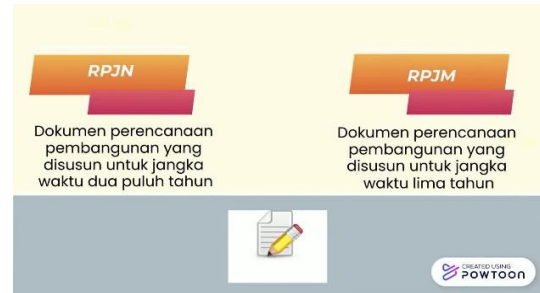 RPJN
Dokumen perencanaan
pembangunan yang
disusun untuk jangka
waktu dua puluh tahun
RPJM
Dokumen perencanaan
pembangunan yang
disusun untuk jangka
waktu lima tahun
CREATED USING
POWTOON